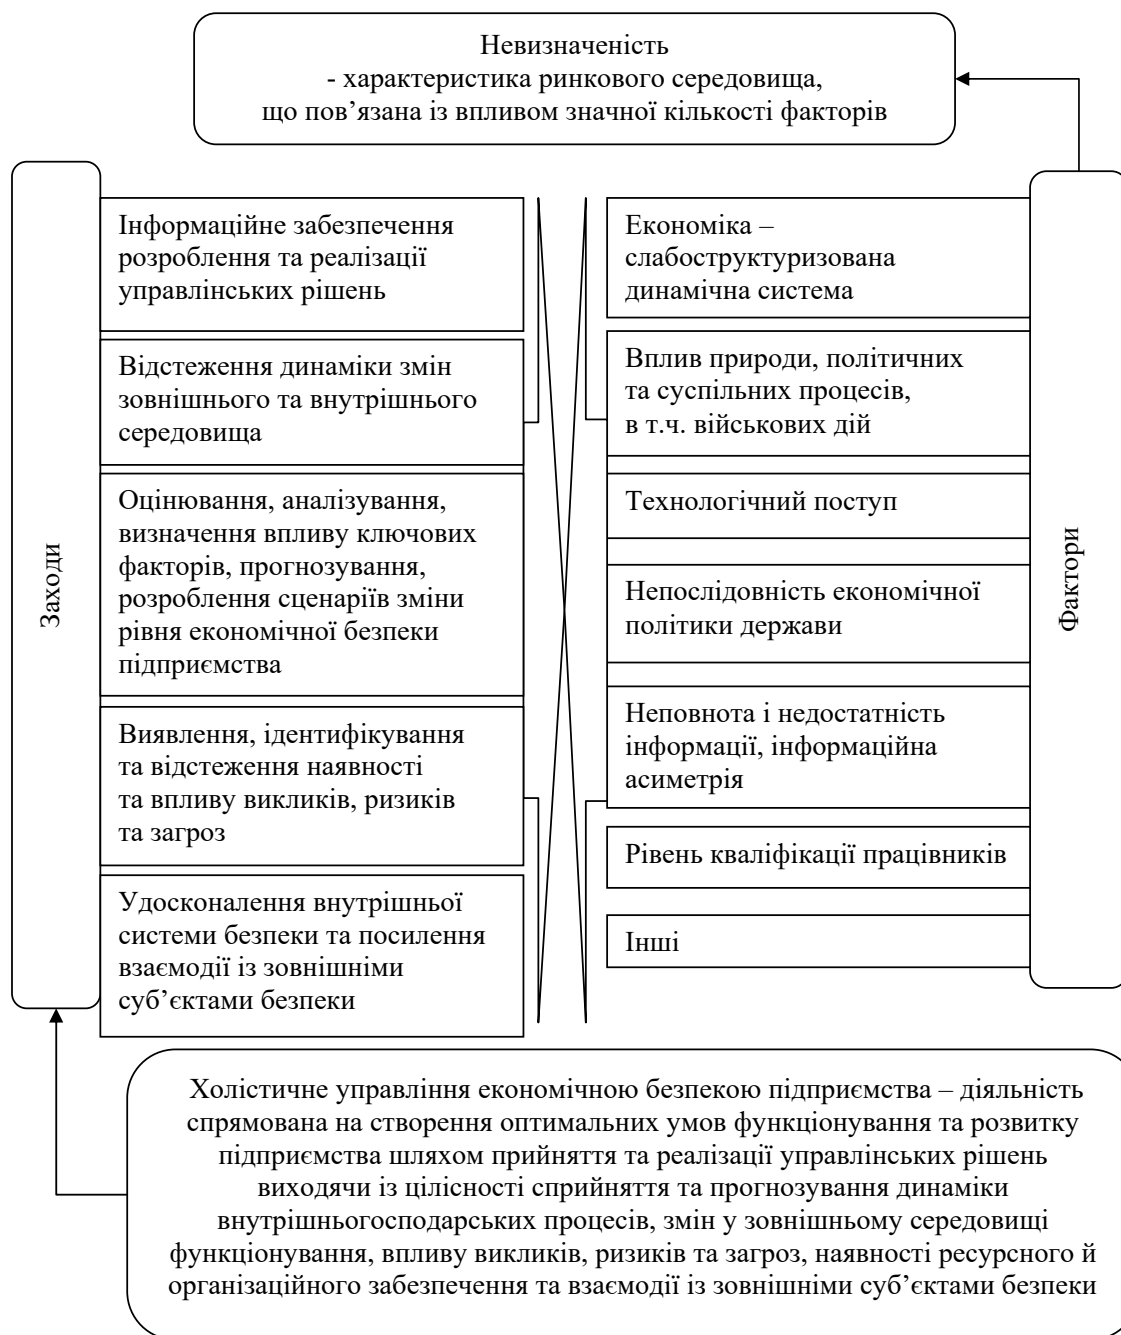 Невизначеність
- характеристика ринкового середовища,
що пов’язана із впливом значної кількості факторів
Заходи
Інформаційне забезпечення
розроблення та реалізації
управлінських рішень
Відстеження динаміки змін
зовнішнього та внутрішнього
середовища
Оцінювання, аналізування,
визначення впливу ключових
факторів, прогнозування,
розроблення сценаріїв зміни
рівня економічної безпеки
підприємства
Виявлення, ідентифікування
та відстеження наявності
та впливу викликів, ризиків
та загроз
Удосконалення внутрішньої
системи безпеки та посилення
взаємодії із зовнішніми
суб’єктами безпеки
Економіка –
слабоструктуризована
динамічна система
Вплив природи, політичних
та суспільних процесів,
в т.ч. військових дій
Технологічний поступ
Непослідовність економічної
політики держави
Неповнота і недостатність
інформації, інформаційна
асиметрія
Рівень кваліфікації працівників
Інші
Фактори
Холістичне управління економічною безпекою підприємства – діяльність
спрямована на створення оптимальних умов функціонування та розвитку
підприємства шляхом прийняття та реалізації управлінських рішень
виходячи із цілісності сприйняття та прогнозування динаміки
внутрішньогосподарських процесів, змін у зовнішньому середовищі
функціонування, впливу викликів, ризиків та загроз, наявності ресурсного й
організаційного забезпечення та взаємодії із зовнішніми суб’єктами безпеки